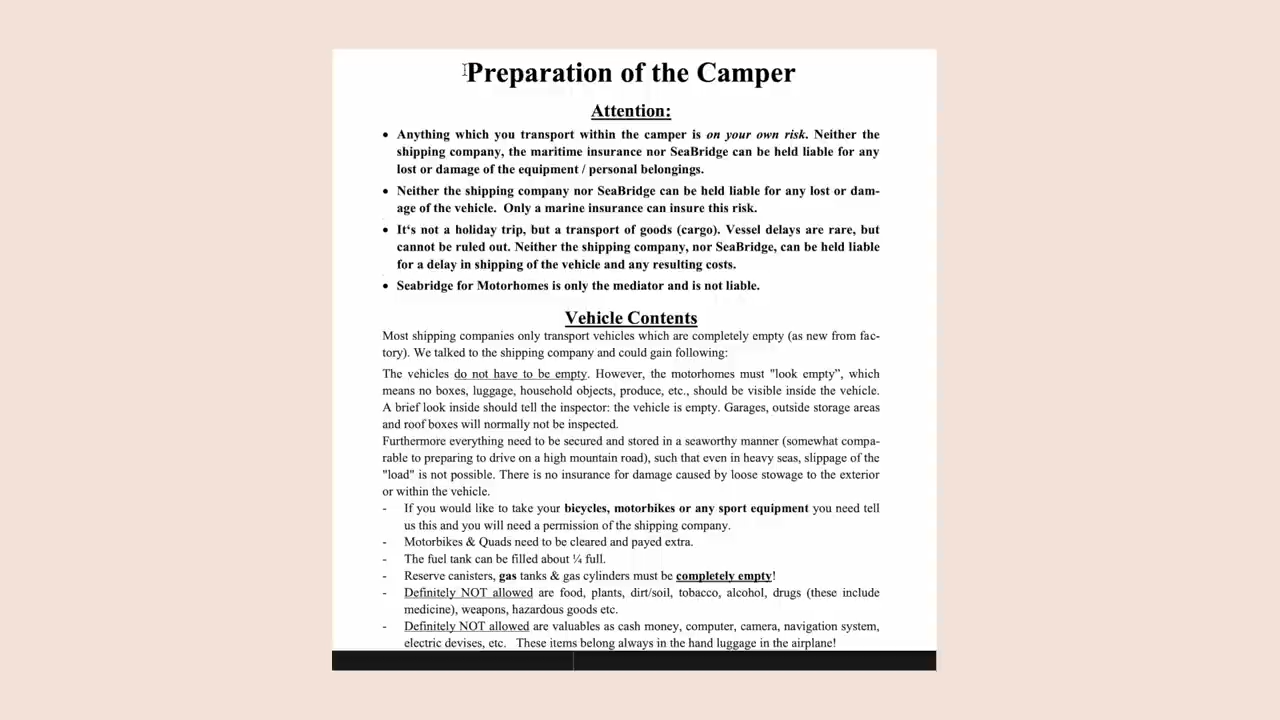 Preparation of the Camper
Attention:
• Anything which you transport within the camper is on your own risk. Neither the
shipping company, the maritime insurance nor SeaBridge can be held liable for any
lost or damage of the equipment / personal belongings.
• Neither the shipping company nor SeaBridge can be held liable for any lost or dam-
age of the vehicle.  Only a marine insurance can insure this risk.
• It‘s not a holiday trip, but a transport of goods (cargo). Vessel delays are rare, but
cannot be ruled out. Neither the shipping company, nor SeaBridge, can be held liable
for a delay in shipping of the vehicle and any resulting costs.
• Seabridge for Motorhomes is only the mediator and is not liable.
Vehicle Contents
Most shipping companies only transport vehicles which are completely empty (as new from fac-
tory). We talked to the shipping company and could gain following:
The vehicles do not have to be empty. However, the motorhomes must "look empty”, which
means no boxes, luggage, household objects, produce, etc., should be visible inside the vehicle.
A brief look inside should tell the inspector: the vehicle is empty. Garages, outside storage areas
and roof boxes will normally not be inspected.
Furthermore everything need to be secured and stored in a seaworthy manner (somewhat compa-
rable to preparing to drive on a high mountain road), such that even in heavy seas, slippage of the
"load" is not possible. There is no insurance for damage caused by loose stowage to the exterior
or within the vehicle.
- If you would like to take your bicycles, motorbikes or any sport equipment you need tell
us this and you will need a permission of the shipping company.
- Motorbikes & Quads need to be cleared and payed extra.
- The fuel tank can be filled about ¼ full.
- Reserve canisters, gas tanks & gas cylinders must be completely empty!
- Definitely NOT allowed are food, plants, dirt/soil, tobacco, alcohol, drugs (these include
medicine), weapons, hazardous goods etc.
- Definitely NOT allowed are valuables as cash money, computer, camera, navigation system,
electric devises, etc.   These items belong always in the hand luggage in the airplane!